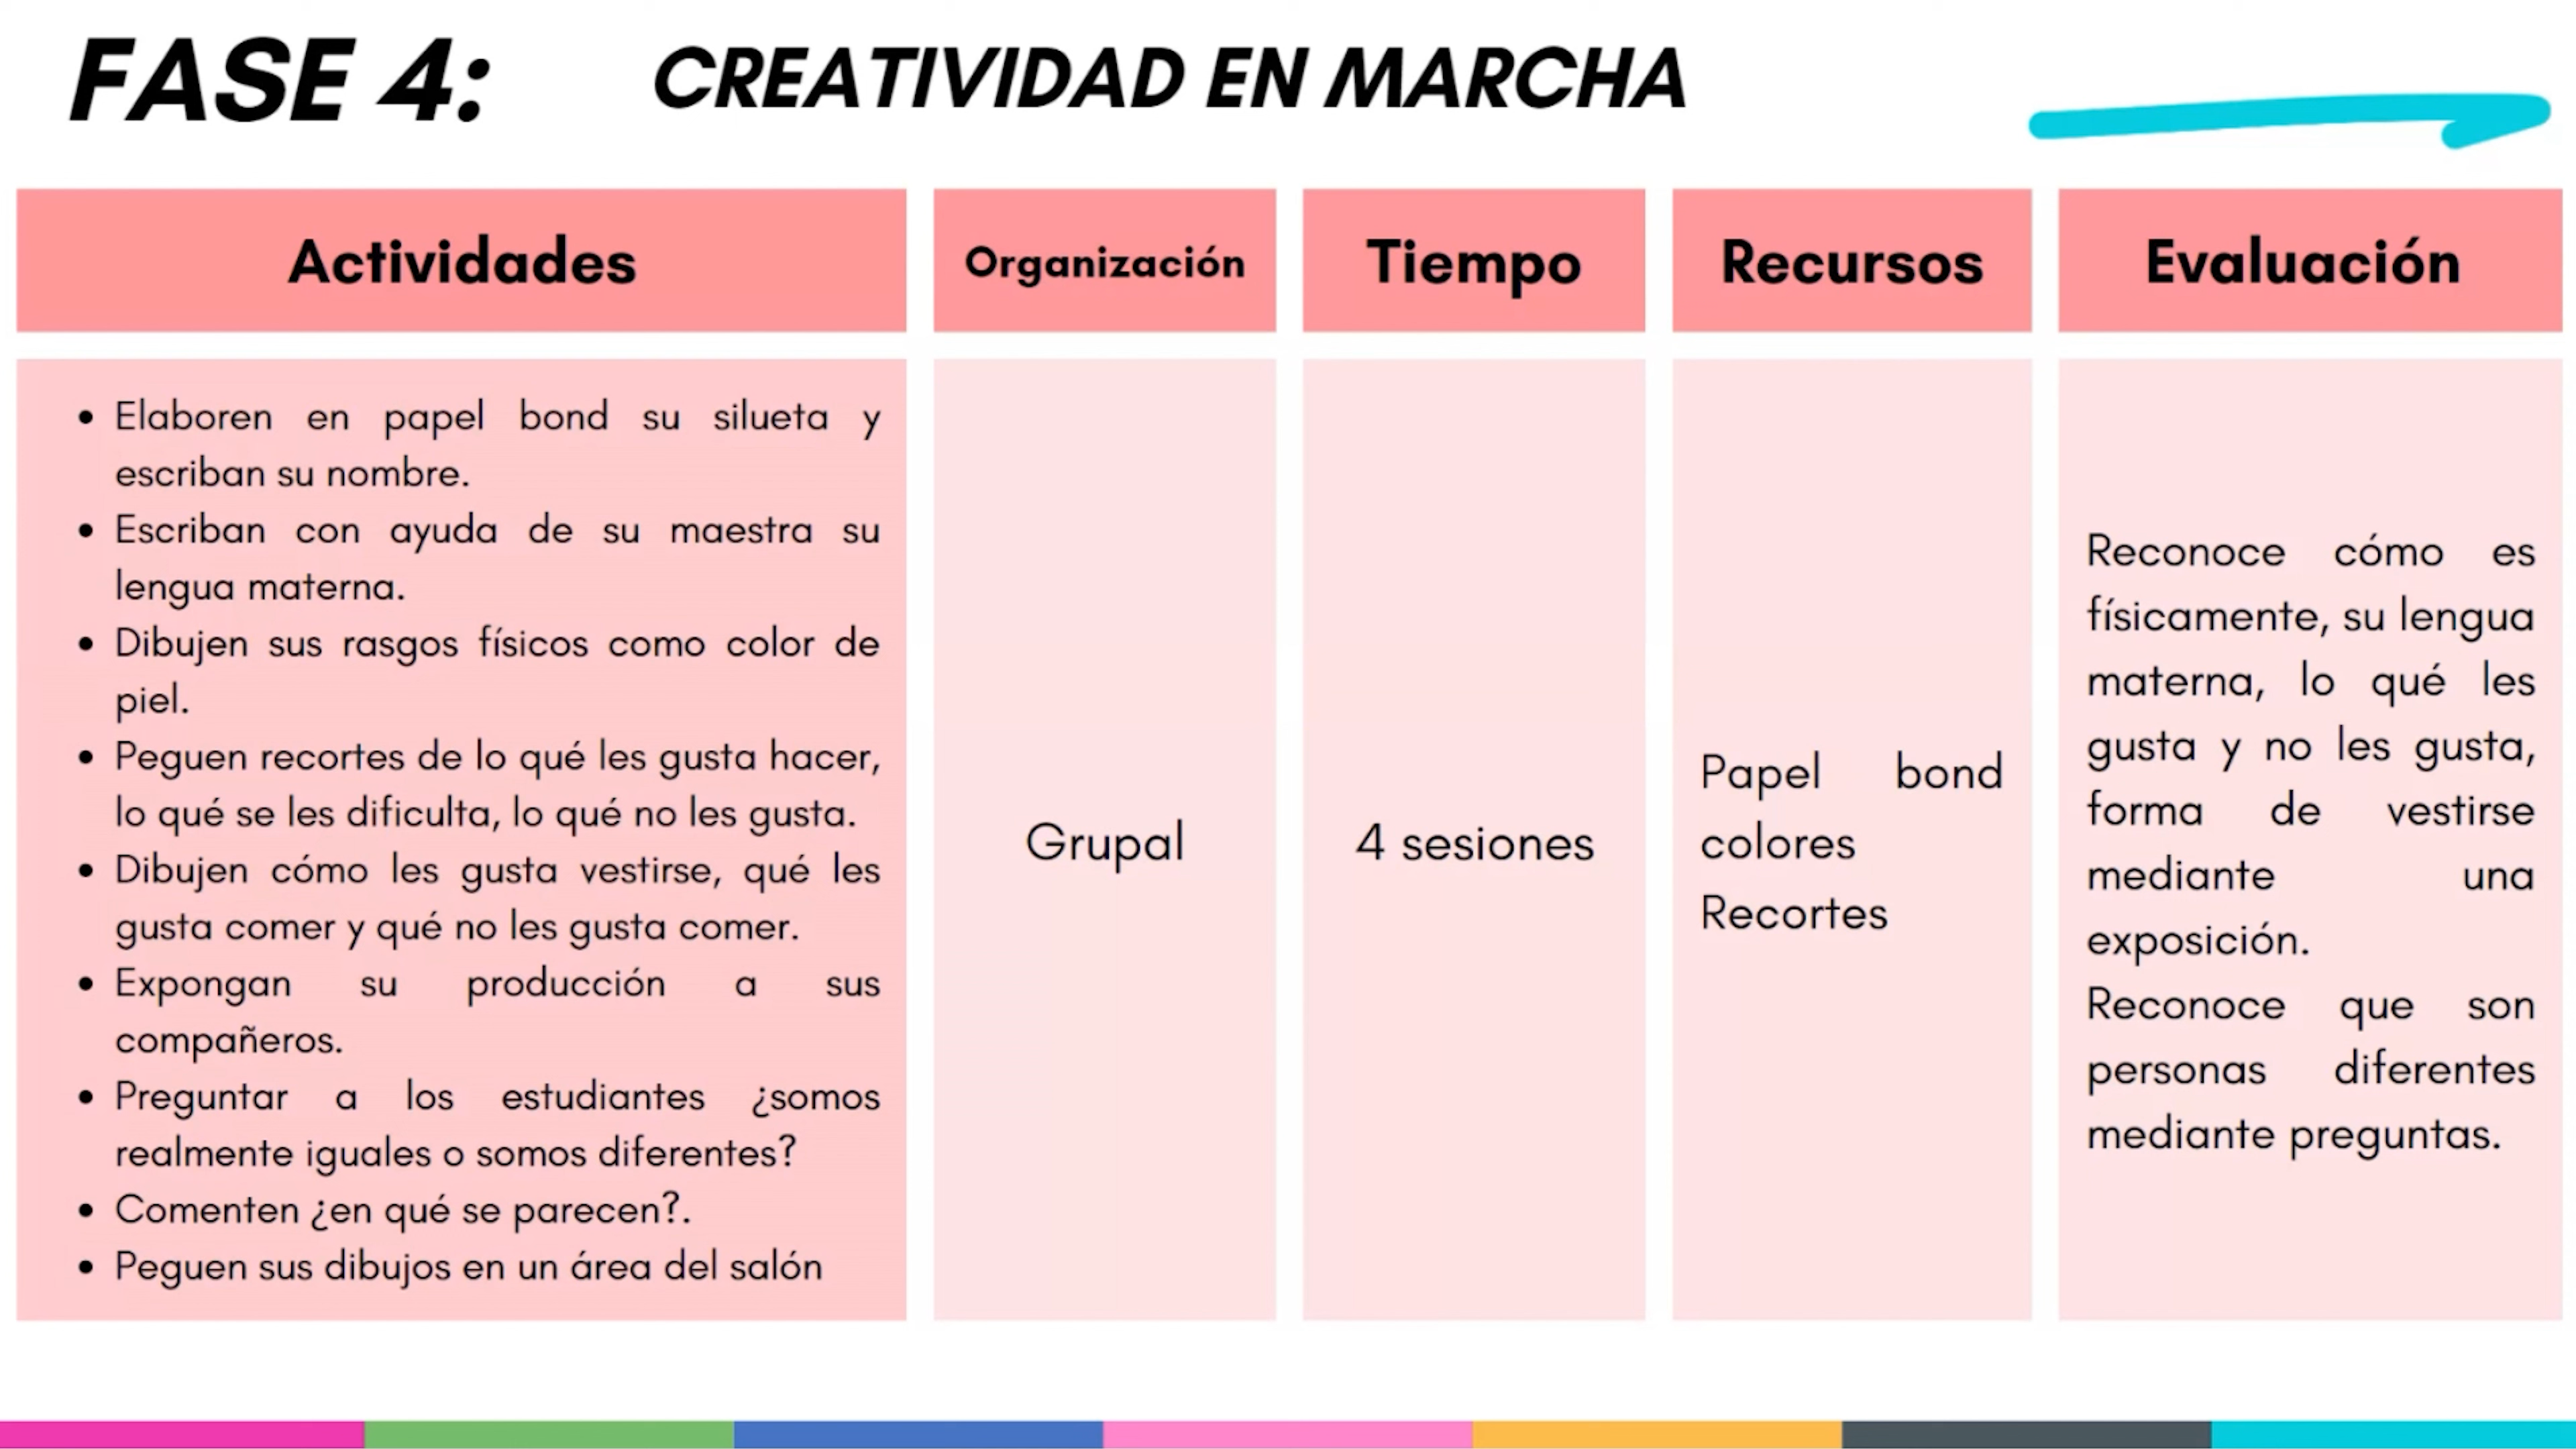 FASE 4: CREATIVIDAD EN MARCHA
Actividades
Organización
Tiempo
Recursos
Evaluación
• Elaboren en papel bond su silueta y
escriban su nombre.
• Escriban con ayuda de su maestra su
lengua materna.
• Dibujen sus rasgos físicos como color de
piel.
• Peguen recortes de lo qué les gusta hacer,
lo qué se les dificulta, lo qué no les gusta.
• Dibujen cómo les gusta vestirse, qué les
gusta comer y qué no les gusta comer.
• Expongan su producción a sus
compañeros.
• Preguntar a los estudiantes ¿somos
realmente iguales o somos diferentes?
• Comenten ¿en qué se parecen?.
• Peguen sus dibujos en un área del salón
Grupal
4 sesiones
Papel bond
colores
Recortes
Reconoce cómo es
físicamente, su lengua
materna, lo qué les
gusta y no les gusta,
forma de vestirse
mediante una
exposición.
Reconoce que son
personas diferentes
mediante preguntas.